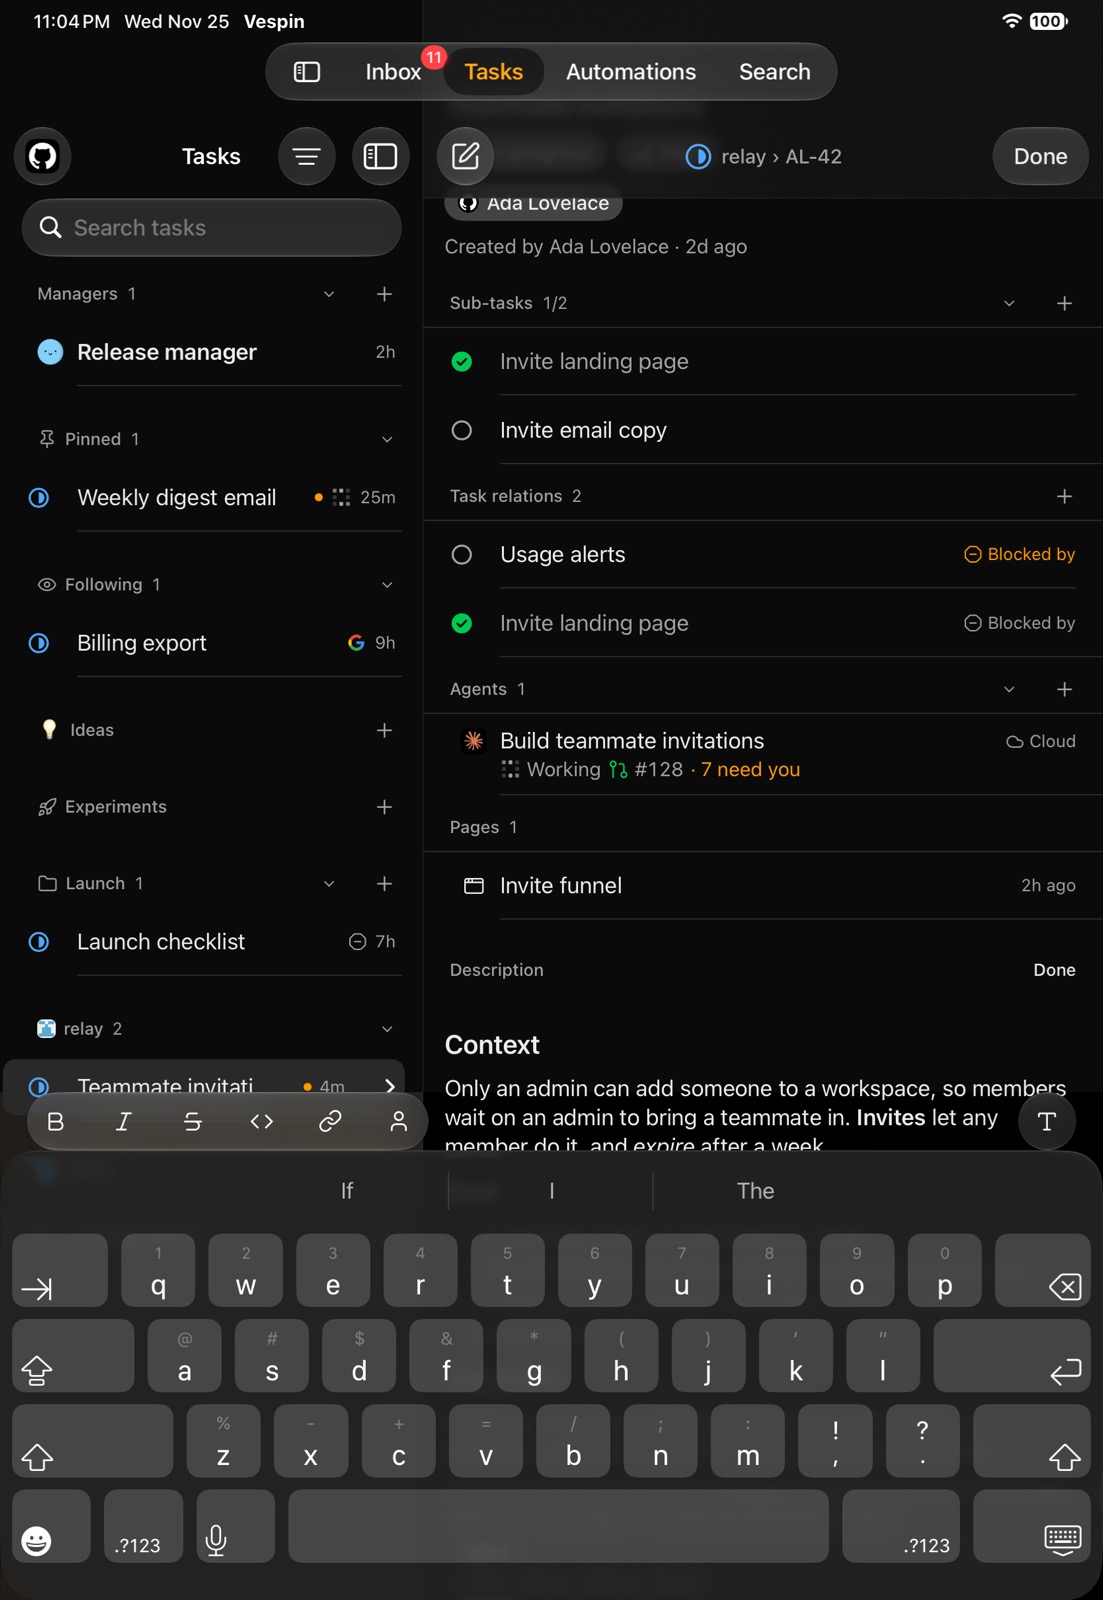 11:04 PM Wed Nov 25 Vespin
100
Inbox 11 Tasks Automations Search
Tasks
relay › AL-42
Done
Search tasks
Managers 1
Release manager 2h
Pinned 1
Weekly digest email 25m
Following 1
Billing export 9h
Ideas
Experiments
Launch 1
Launch checklist 7h
relay 2
Teammate invitati 4m
Ada Lovelace
Created by Ada Lovelace · 2d ago
Sub-tasks 1/2
Invite landing page
Invite email copy
Task relations 2
Usage alerts Blocked by
Invite landing page Blocked by
Agents 1
Build teammate invitations Cloud
Working #128 · 7 need you
Pages 1
Invite funnel 2h ago
Description Done
Context
Only an admin can add someone to a workspace, so members
wait on an admin to bring a teammate in. Invites let any
member do it, and expire after a week.
B I S <> T
If I The
1 2 3 4 5 6 7 8 9 0
q w e r t y u i o p
@ # $ & * ( ) ' "
a s d f g h j k l
% - + = / ; : ! ?
z x c v b n m , .
.?123 .?123